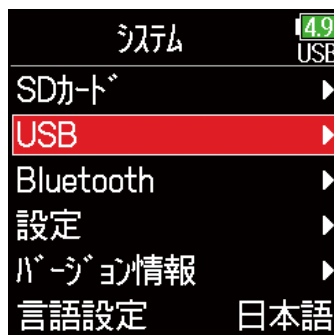 システム
4.9
USB
SDカード
USB
Bluetooth
設定
バージョン情報
言語設定 日本語